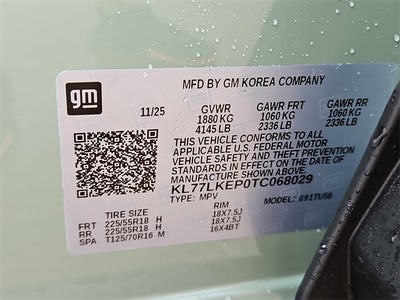 gm
MFD BY GM KOREA COMPANY
11/25 GVWR GAWR FRT GAWR RR
1880 KG 1060 KG 1060 KG
4145 LB 2336 LB 2336 LB
THIS VEHICLE CONFORMS TO ALL
APPLICABLE U.S. FEDERAL MOTOR
VEHICLE SAFETY AND THEFT PREVENTION
STANDARDS IN EFFECT ON THE DATE
OF MANUFACTURE SHOWN ABOVE.
KL77LKEP0TC068029
TYPE: MPV MODEL: 091TU58
TIRE SIZE RIM
FRT 225/55R18 H 18X7.5J
RR 225/55R18 H 18X7.5J
SPA T125/70R16 M 16X4BT